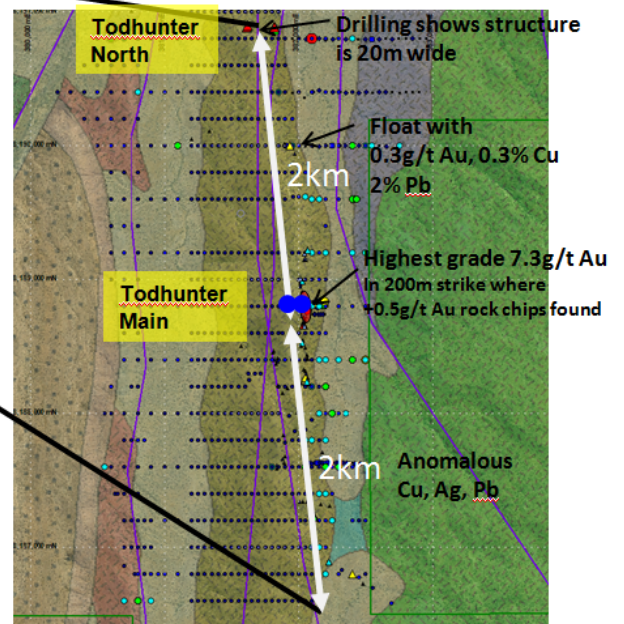 Todhunter
North
Drilling shows structure
is 20m wide
Float with
0.3g/t Au, 0.3% Cu
2% Pb
2km
Highest grade 7.3g/t Au
In 200m strike where
+0.5g/t Au rock chips found
Todhunter
Main
2km
Anomalous
Cu, Ag, Pb